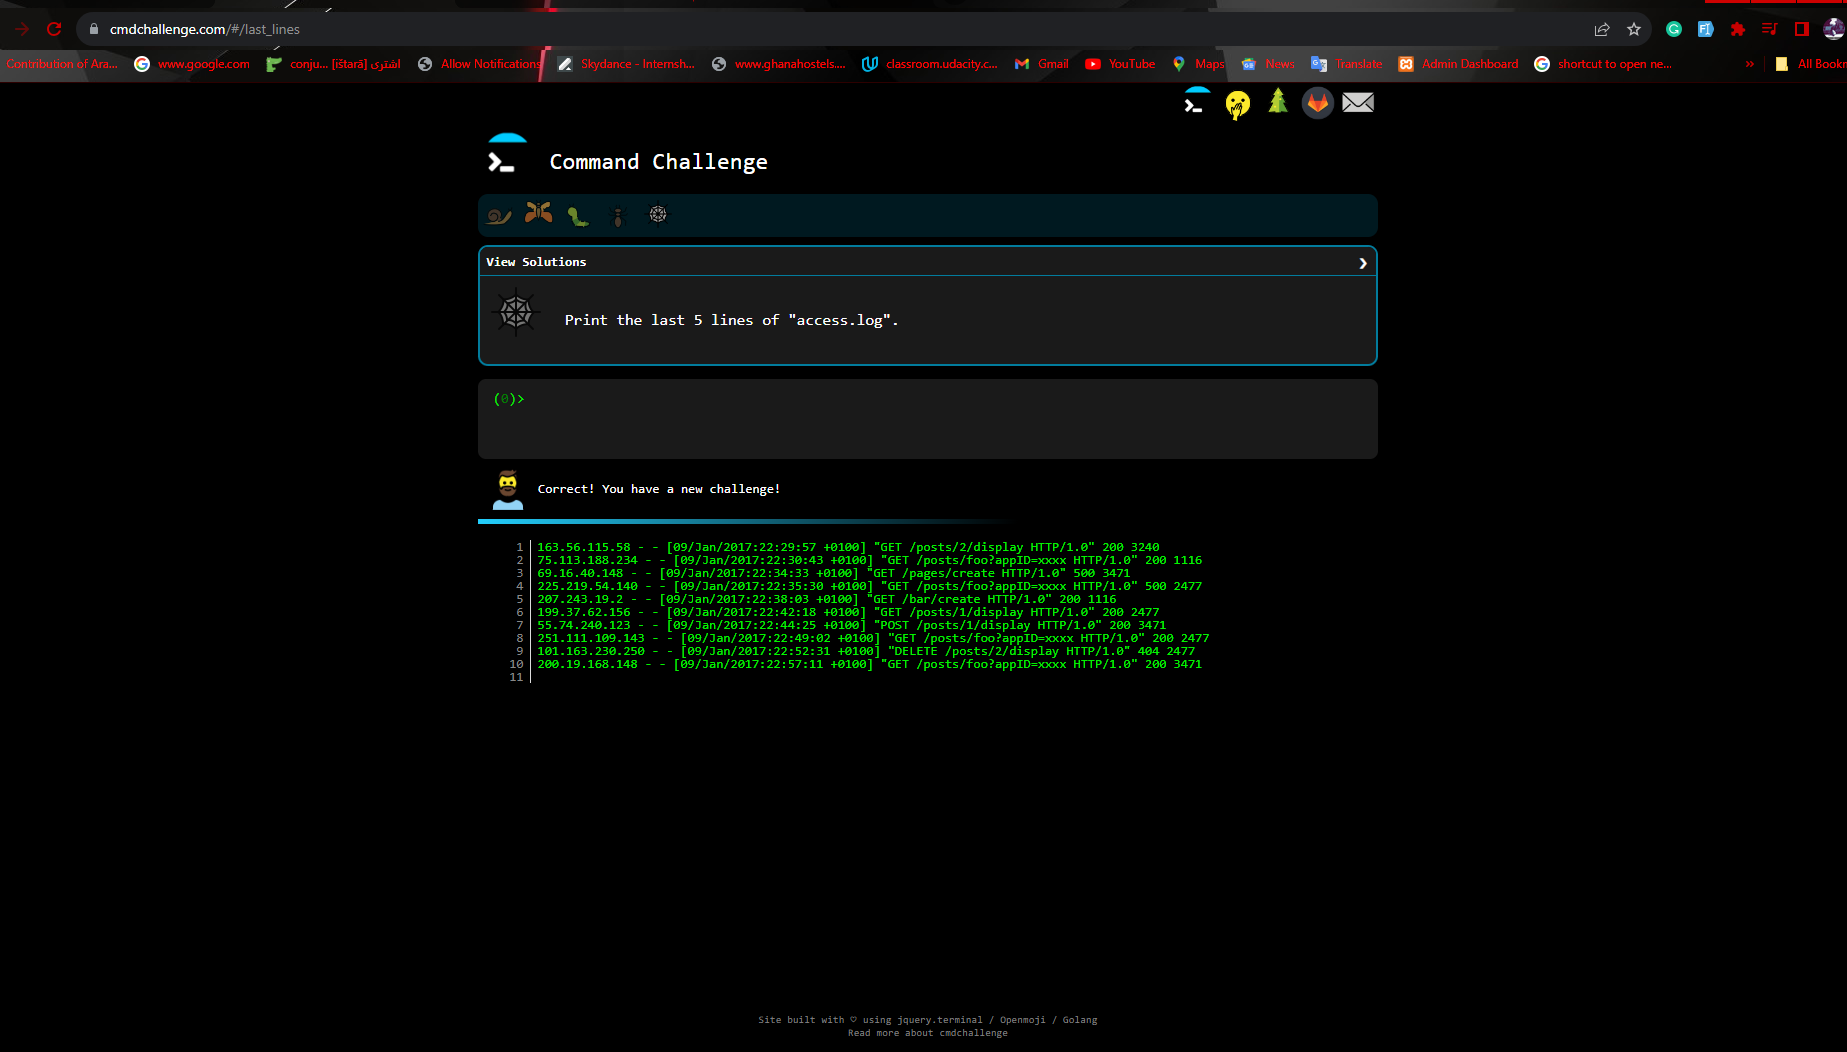 cmdchallenge.com/#/last_lines
Contribution of Ara... www.google.com conju... [ištarā] اشترى Allow Notifications Skydance - Internsh... www.ghanahostels.... classroom.udacity.c... Gmail YouTube Maps News Translate Admin Dashboard shortcut to open ne... » All Bookm
Command Challenge
View Solutions
Print the last 5 lines of "access.log".
(0)>
Correct! You have a new challenge!
1 163.56.115.58 - - [09/Jan/2017:22:29:57 +0100] "GET /posts/2/display HTTP/1.0" 200 3240
2 75.113.188.234 - - [09/Jan/2017:22:30:43 +0100] "GET /posts/foo?appID=xxxx HTTP/1.0" 200 1116
3 69.16.40.148 - - [09/Jan/2017:22:34:33 +0100] "GET /pages/create HTTP/1.0" 500 3471
4 225.219.54.140 - - [09/Jan/2017:22:35:30 +0100] "GET /posts/foo?appID=xxxx HTTP/1.0" 500 2477
5 207.243.19.2 - - [09/Jan/2017:22:38:03 +0100] "GET /bar/create HTTP/1.0" 200 1116
6 199.37.62.156 - - [09/Jan/2017:22:42:18 +0100] "GET /posts/1/display HTTP/1.0" 200 2477
7 55.74.240.123 - - [09/Jan/2017:22:44:25 +0100] "POST /posts/1/display HTTP/1.0" 200 3471
8 251.111.109.143 - - [09/Jan/2017:22:49:02 +0100] "GET /posts/foo?appID=xxxx HTTP/1.0" 200 2477
9 101.163.230.250 - - [09/Jan/2017:22:52:31 +0100] "DELETE /posts/2/display HTTP/1.0" 404 2477
10 200.19.168.148 - - [09/Jan/2017:22:57:11 +0100] "GET /posts/foo?appID=xxxx HTTP/1.0" 200 3471
11
Site built with ♡ using jquery.terminal / Openmoji / Golang
Read more about cmdchallenge